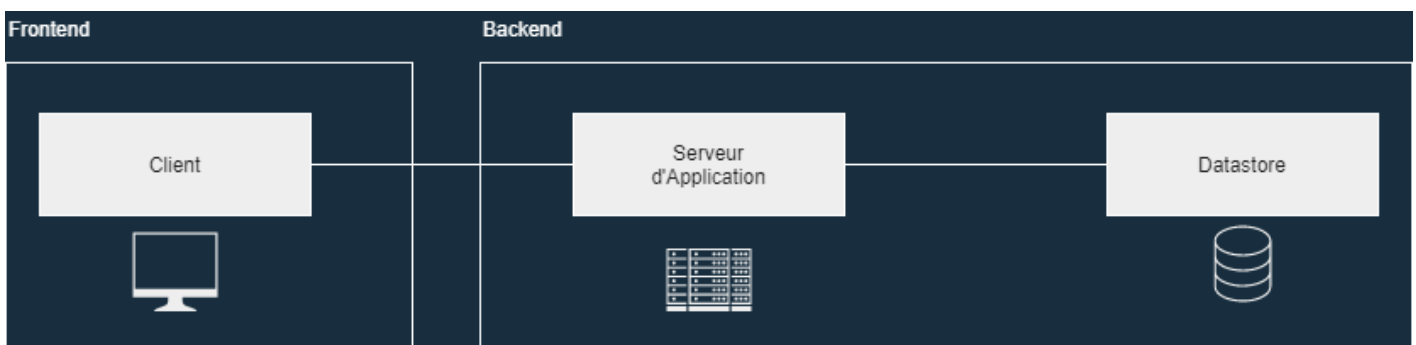 Frontend
Backend
Client
Serveur
d'Application
Datastore